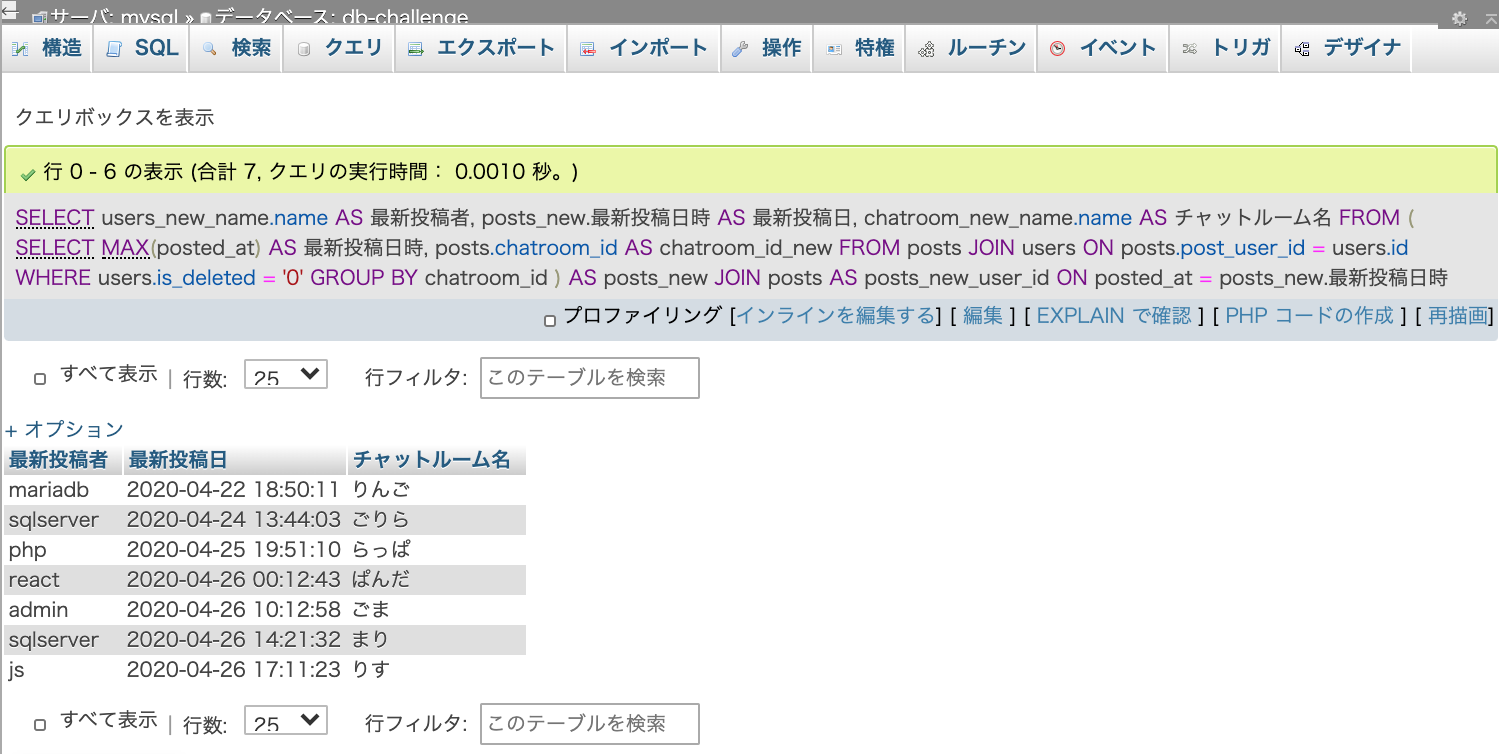 サーバ: mysql » データベース: db-challenge
構造 SQL 検索 クエリ エクスポート インポート 操作 特権 ルーチン イベント トリガ デザイナ
クエリボックスを表示
行 0 - 6 の表示 (合計 7, クエリの実行時間： 0.0010 秒。)
SELECT users_new_name.name AS 最新投稿者, posts_new.最新投稿日時 AS 最新投稿日, chatroom_new_name.name AS チャットルーム名 FROM (
SELECT MAX(posted_at) AS 最新投稿日時, posts.chatroom_id AS chatroom_id_new FROM posts JOIN users ON posts.post_user_id = users.id
WHERE users.is_deleted = '0' GROUP BY chatroom_id ) AS posts_new JOIN posts AS posts_new_user_id ON posted_at = posts_new.最新投稿日時
プロファイリング [インラインを編集する] [ 編集 ] [ EXPLAIN で確認 ] [ PHP コードの作成 ] [ 再描画]
すべて表示 | 行数: 25 行フィルタ: このテーブルを検索
+ オプション
最新投稿者 最新投稿日 チャットルーム名
mariadb 2020-04-22 18:50:11 りんご
sqlserver 2020-04-24 13:44:03 ごりら
php 2020-04-25 19:51:10 らっぱ
react 2020-04-26 00:12:43 ぱんだ
admin 2020-04-26 10:12:58 ごま
sqlserver 2020-04-26 14:21:32 まり
js 2020-04-26 17:11:23 りす
すべて表示 | 行数: 25 行フィルタ: このテーブルを検索